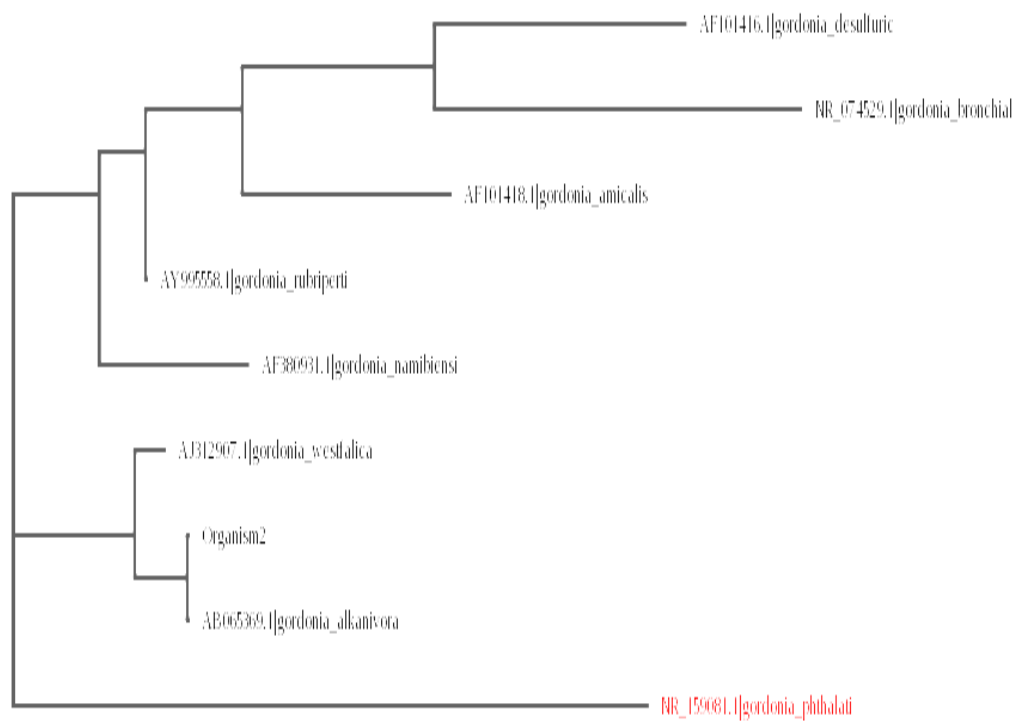 AF101416.1|gordonia_desulfuric
NR_074529.1|gordonia_bronchial
AF101418.1|gordonia_amicalis
AY995558.1|gordonia_rubriperti
AF380931.1|gordonia_namibiensi
AJ312907.1|gordonia_westfalica
Organism2
AB065369.1|gordonia_alkanivora
NR_159081.1|gordonia_phthalati